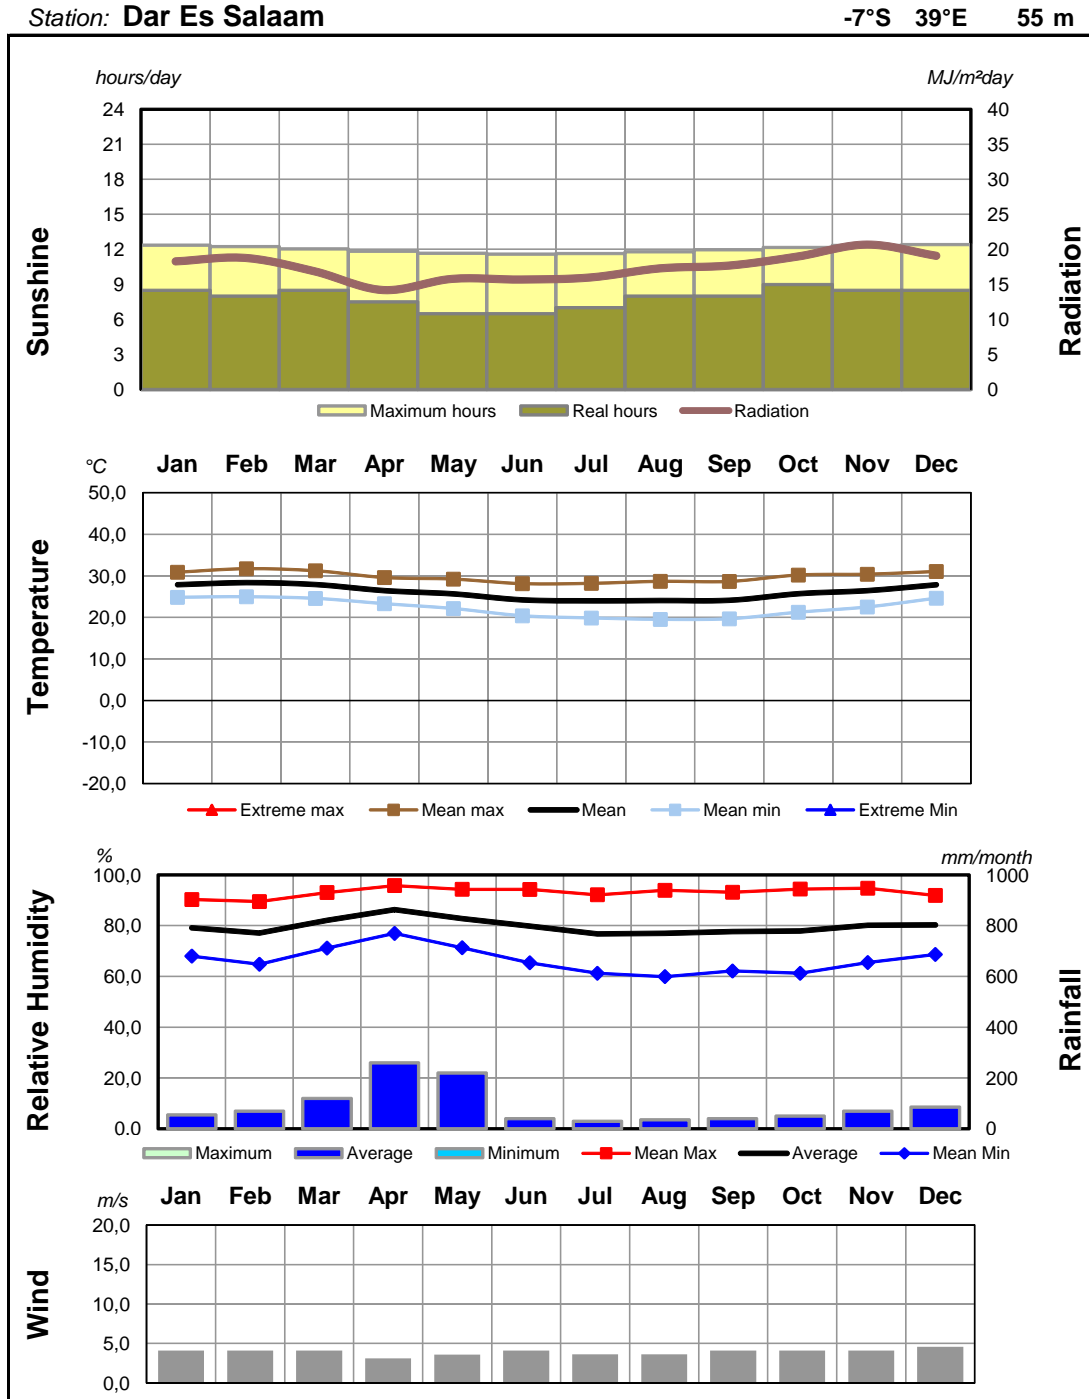 Station: Dar Es Salaam -7°S 39°E 55 m
hours/day MJ/m²day
24 40
21 35
18 30
15 25
12 20
9 15
6 10
3 5
0 0
Sunshine
Radiation
Maximum hours Real hours Radiation
°C Jan Feb Mar Apr May Jun Jul Aug Sep Oct Nov Dec
50,0
40,0
30,0
20,0
10,0
0,0
-10,0
-20,0
Temperature
Extreme max Mean max Mean Mean min Extreme Min
% mm/month
100,0 1000
80,0 800
60,0 600
40,0 400
20,0 200
0.0 0
Relative Humidity
Rainfall
Maximum Average Minimum Mean Max Average Mean Min
m/s Jan Feb Mar Apr May Jun Jul Aug Sep Oct Nov Dec
20,0
15,0
10,0
5,0
0,0
Wind